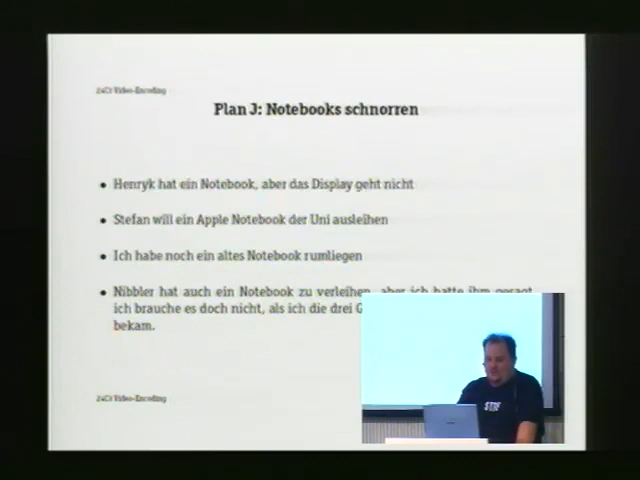 24C3 Video-Encoding
Plan J: Notebooks schnorren
• Henryk hat ein Notebook, aber das Display geht nicht
• Stefan will ein Apple Notebook der Uni ausleihen
• Ich habe noch ein altes Notebook rumliegen
• Nibbler hat auch ein Notebook zu verleihen, aber ich hatte ihm gesagt,
ich brauche es doch nicht, als ich die drei G
bekam.
24C3 Video-Encoding